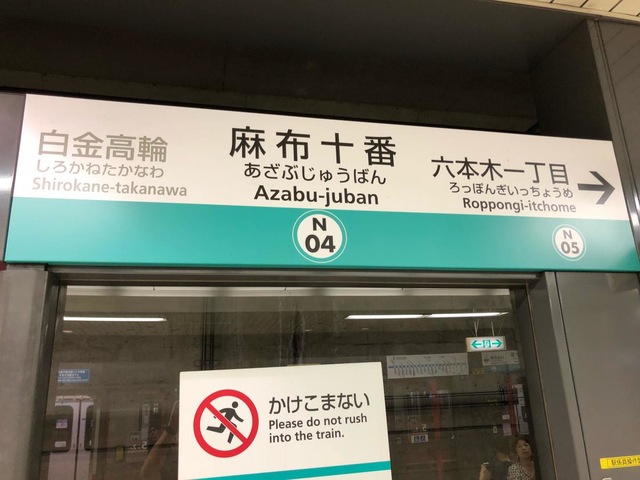 白金高輪
しろかねたかなわ
Shirokane-takanawa
麻布十番
あざぶじゅうばん
Azabu-juban
N
04
六本木一丁目
ろっぽんぎいっちょうめ
Roppongi-itchome
N
05
かけこまない
Please do not rush
into the train.